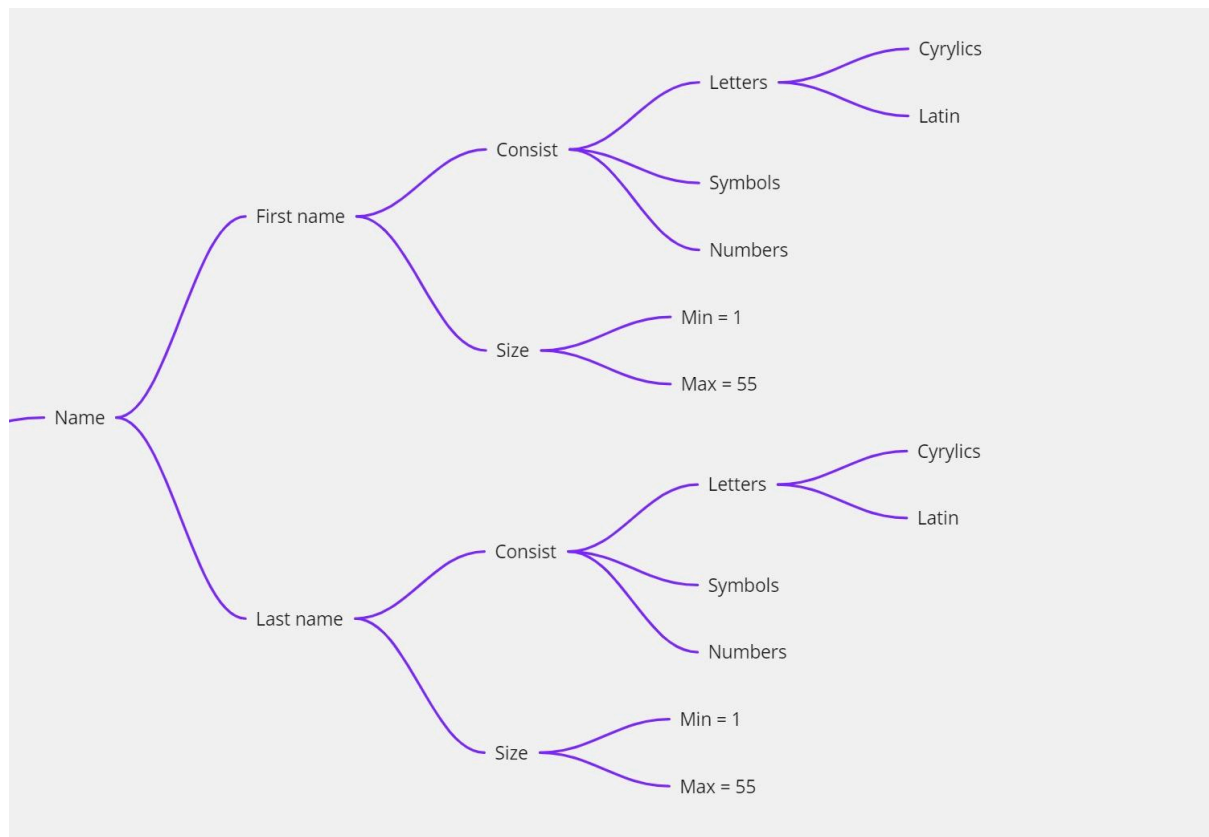 Name
First name
Consist
Letters
Cyrylics
Latin
Symbols
Numbers
Size
Min = 1
Max = 55
Last name
Consist
Letters
Cyrylics
Latin
Symbols
Numbers
Size
Min = 1
Max = 55